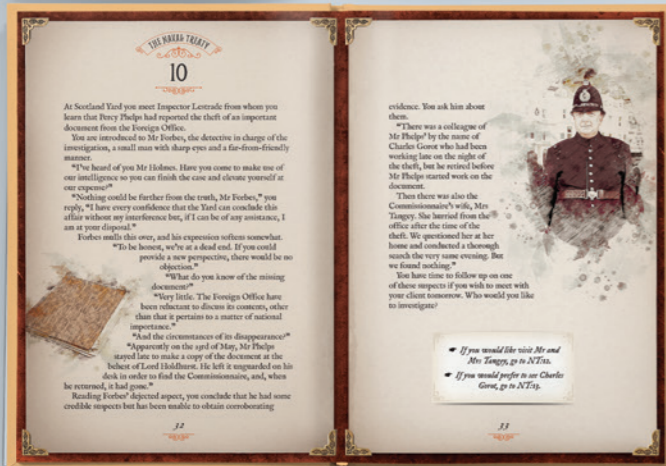 THE NAVAL TREATY
10
At Scotland Yard you meet Inspector Lestrade from whom you
learn that Percy Phelps had reported the theft of an important
document from the Foreign Office.
You are introduced to Mr Forbes, the detective in charge of the
investigation, a small man with sharp eyes and a far-from-friendly
manner.
“I’ve heard of you Mr Holmes. Have you come to make use of
our intelligence so you can finish the case and elevate yourself at
our expense?”
“Nothing could be further from the truth, Mr Forbes,” you
reply, “I have every confidence that the Yard can conclude this
affair without my interference but, if I can be of any assistance, I
am at your disposal.”
Forbes mulls this over, and his expression softens somewhat.
“To be honest, we’re at a dead end. If you could
provide a new perspective, there would be no
objection.”
“What do you know of the missing
document?”
“Very little. The Foreign Office have
been reluctant to discuss its contents, other
than that it pertains to a matter of national
importance.”
“And the circumstances of its disappearance?”
“Apparently on the 23rd of May, Mr Phelps
stayed late to make a copy of the document at the
behest of Lord Holdhurst. He left it unguarded on his
desk in order to find the Commissionaire, and, when
he returned, it had gone.”
Reading Forbes’ dejected aspect, you conclude that he had some
credible suspects but has been unable to obtain corroborating
32
evidence. You ask him about
them.
“There was a colleague of
Mr Phelps’ by the name of
Charles Gorot who had been
working late on the night of
the theft, but he retired before
Mr Phelps started work on the
document.
Then there was also the
Commissionaire’s wife, Mrs
Tangey. She hurried from the
office after the time of the
theft. We questioned her at her
home and conducted a thorough
search the very same evening. But
we found nothing.”
You have time to follow up on one
of these suspects if you wish to meet with
your client tomorrow. Who would you like
to investigate?
☛ If you would like visit Mr and
Mrs Tangey, go to NT:12.
☛ If you would prefer to see Charles
Gorot, go to NT:13.
33